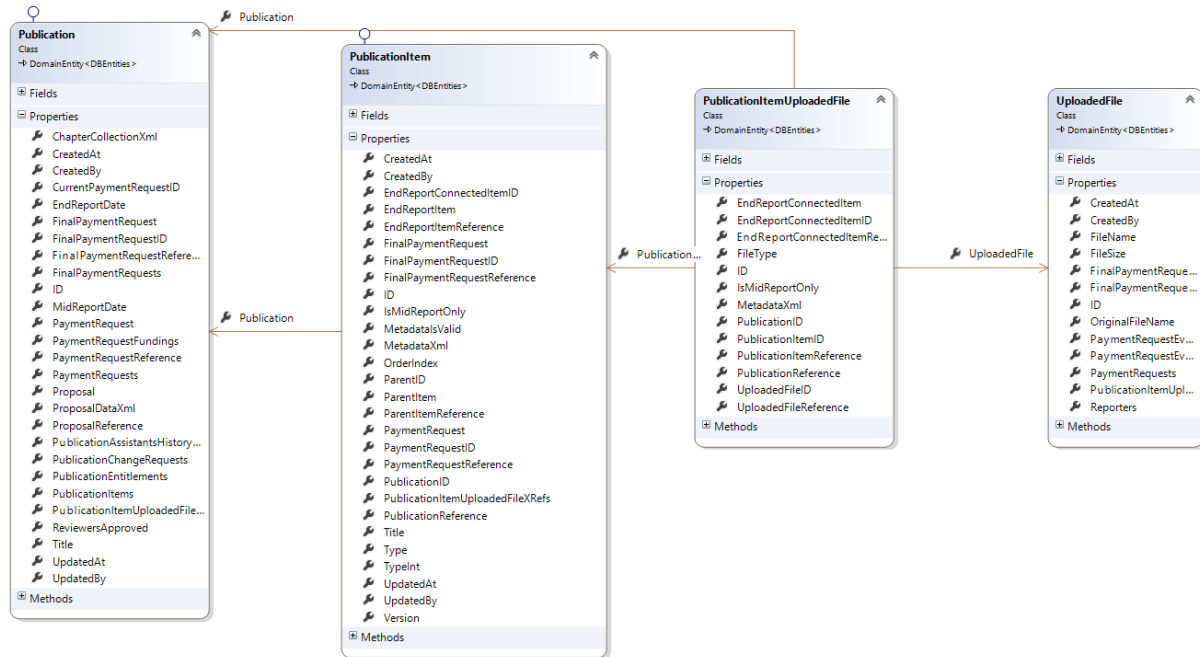 Publication
Publication
Class
DomainEntity<DBEntities>
Fields
Properties
ChapterCollectionXml
CreatedAt
CreatedBy
CurrentPaymentRequestID
EndReportDate
FinalPaymentRequest
FinalPaymentRequestID
FinalPaymentRequestRefere...
FinalPaymentRequests
ID
MidReportDate
PaymentRequest
PaymentRequestFundings
PaymentRequestReference
PaymentRequests
Proposal
ProposalDataXml
ProposalReference
PublicationAssistantsHistory...
PublicationChangeRequests
PublicationEntitlements
PublicationItems
PublicationItemUploadedFile...
ReviewersApproved
Title
UpdatedAt
UpdatedBy
Methods
Publication
PublicationItem
Class
DomainEntity<DBEntities>
Fields
Properties
CreatedAt
CreatedBy
EndReportConnectedItemID
EndReportItem
EndReportItemReference
FinalPaymentRequest
FinalPaymentRequestID
FinalPaymentRequestReference
ID
IsMidReportOnly
MetadataIsValid
MetadataXml
OrderIndex
ParentID
ParentItem
ParentItemReference
PaymentRequest
PaymentRequestID
PaymentRequestReference
PublicationID
PublicationItemUploadedFileXRefs
PublicationReference
Title
Type
TypeInt
UpdatedAt
UpdatedBy
Version
Methods
Publication...
PublicationItemUploadedFile
Class
DomainEntity<DBEntities>
Fields
Properties
EndReportConnectedItem
EndReportConnectedItemID
EndReportConnectedItemRe...
FileType
ID
IsMidReportOnly
MetadataXml
PublicationID
PublicationItemID
PublicationItemReference
PublicationReference
UploadedFileID
UploadedFileReference
Methods
UploadedFile
UploadedFile
Class
DomainEntity<DBEntities>
Fields
Properties
CreatedAt
CreatedBy
FileName
FileSize
FinalPaymentReque...
FinalPaymentReque...
ID
OriginalFileName
PaymentRequestEv...
PaymentRequestEv...
PaymentRequests
PublicationItemUpl...
Reporters
Methods